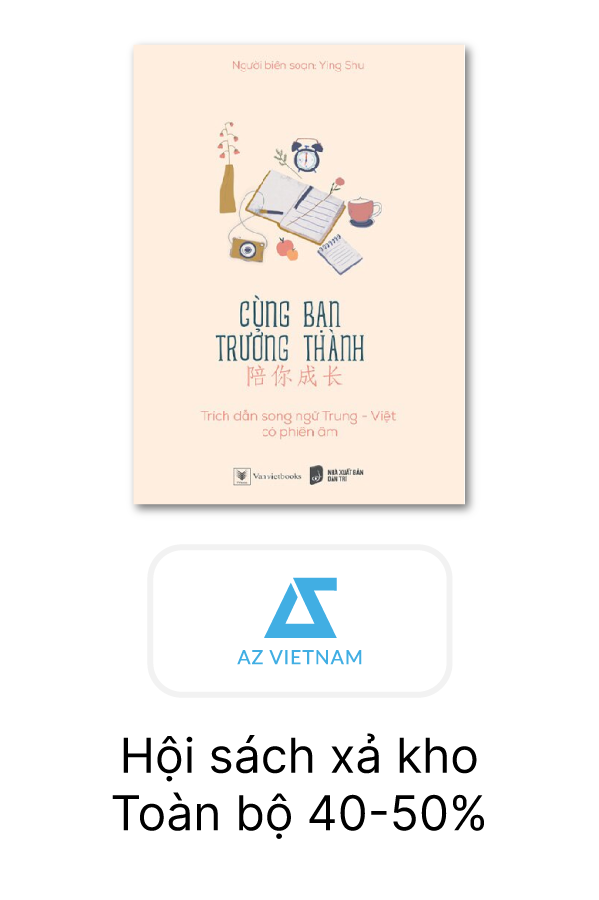 Người biên soạn: Ying Shu
CÙNG BẠN
TRƯỞNG THÀNH
陪你成长
Trích dẫn song ngữ Trung - Việt
có phiên âm
Vanvietbooks
NHÀ XUẤT BẢN
DÂN TRÍ
AZ VIETNAM
Hội sách xả kho
Toàn bộ 40-50%